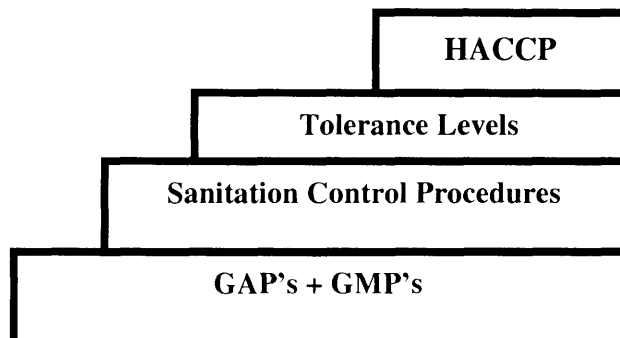 HACCP
Tolerance Levels
Sanitation Control Procedures
GAP's + GMP's